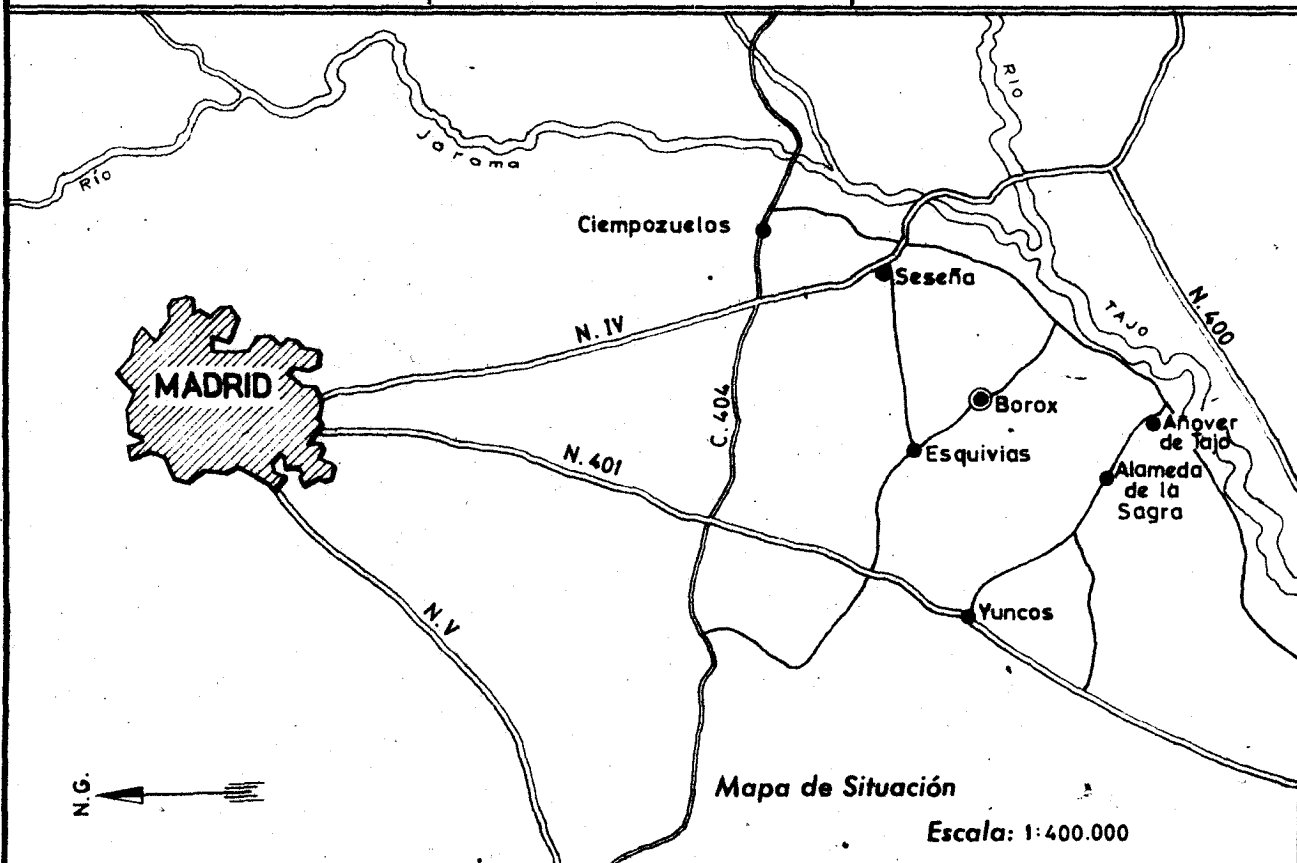 RIO
Jarama
Río
Ciempozuelos
Seseña
TAJO
N. IV
N. 400
MADRID
C. 404
Borox
Añover
de Tajo
N. 401
Esquivias
Alameda
de la
Sagra
Yuncos
N. V
N.G.
Mapa de Situación
Escala: 1:400.000